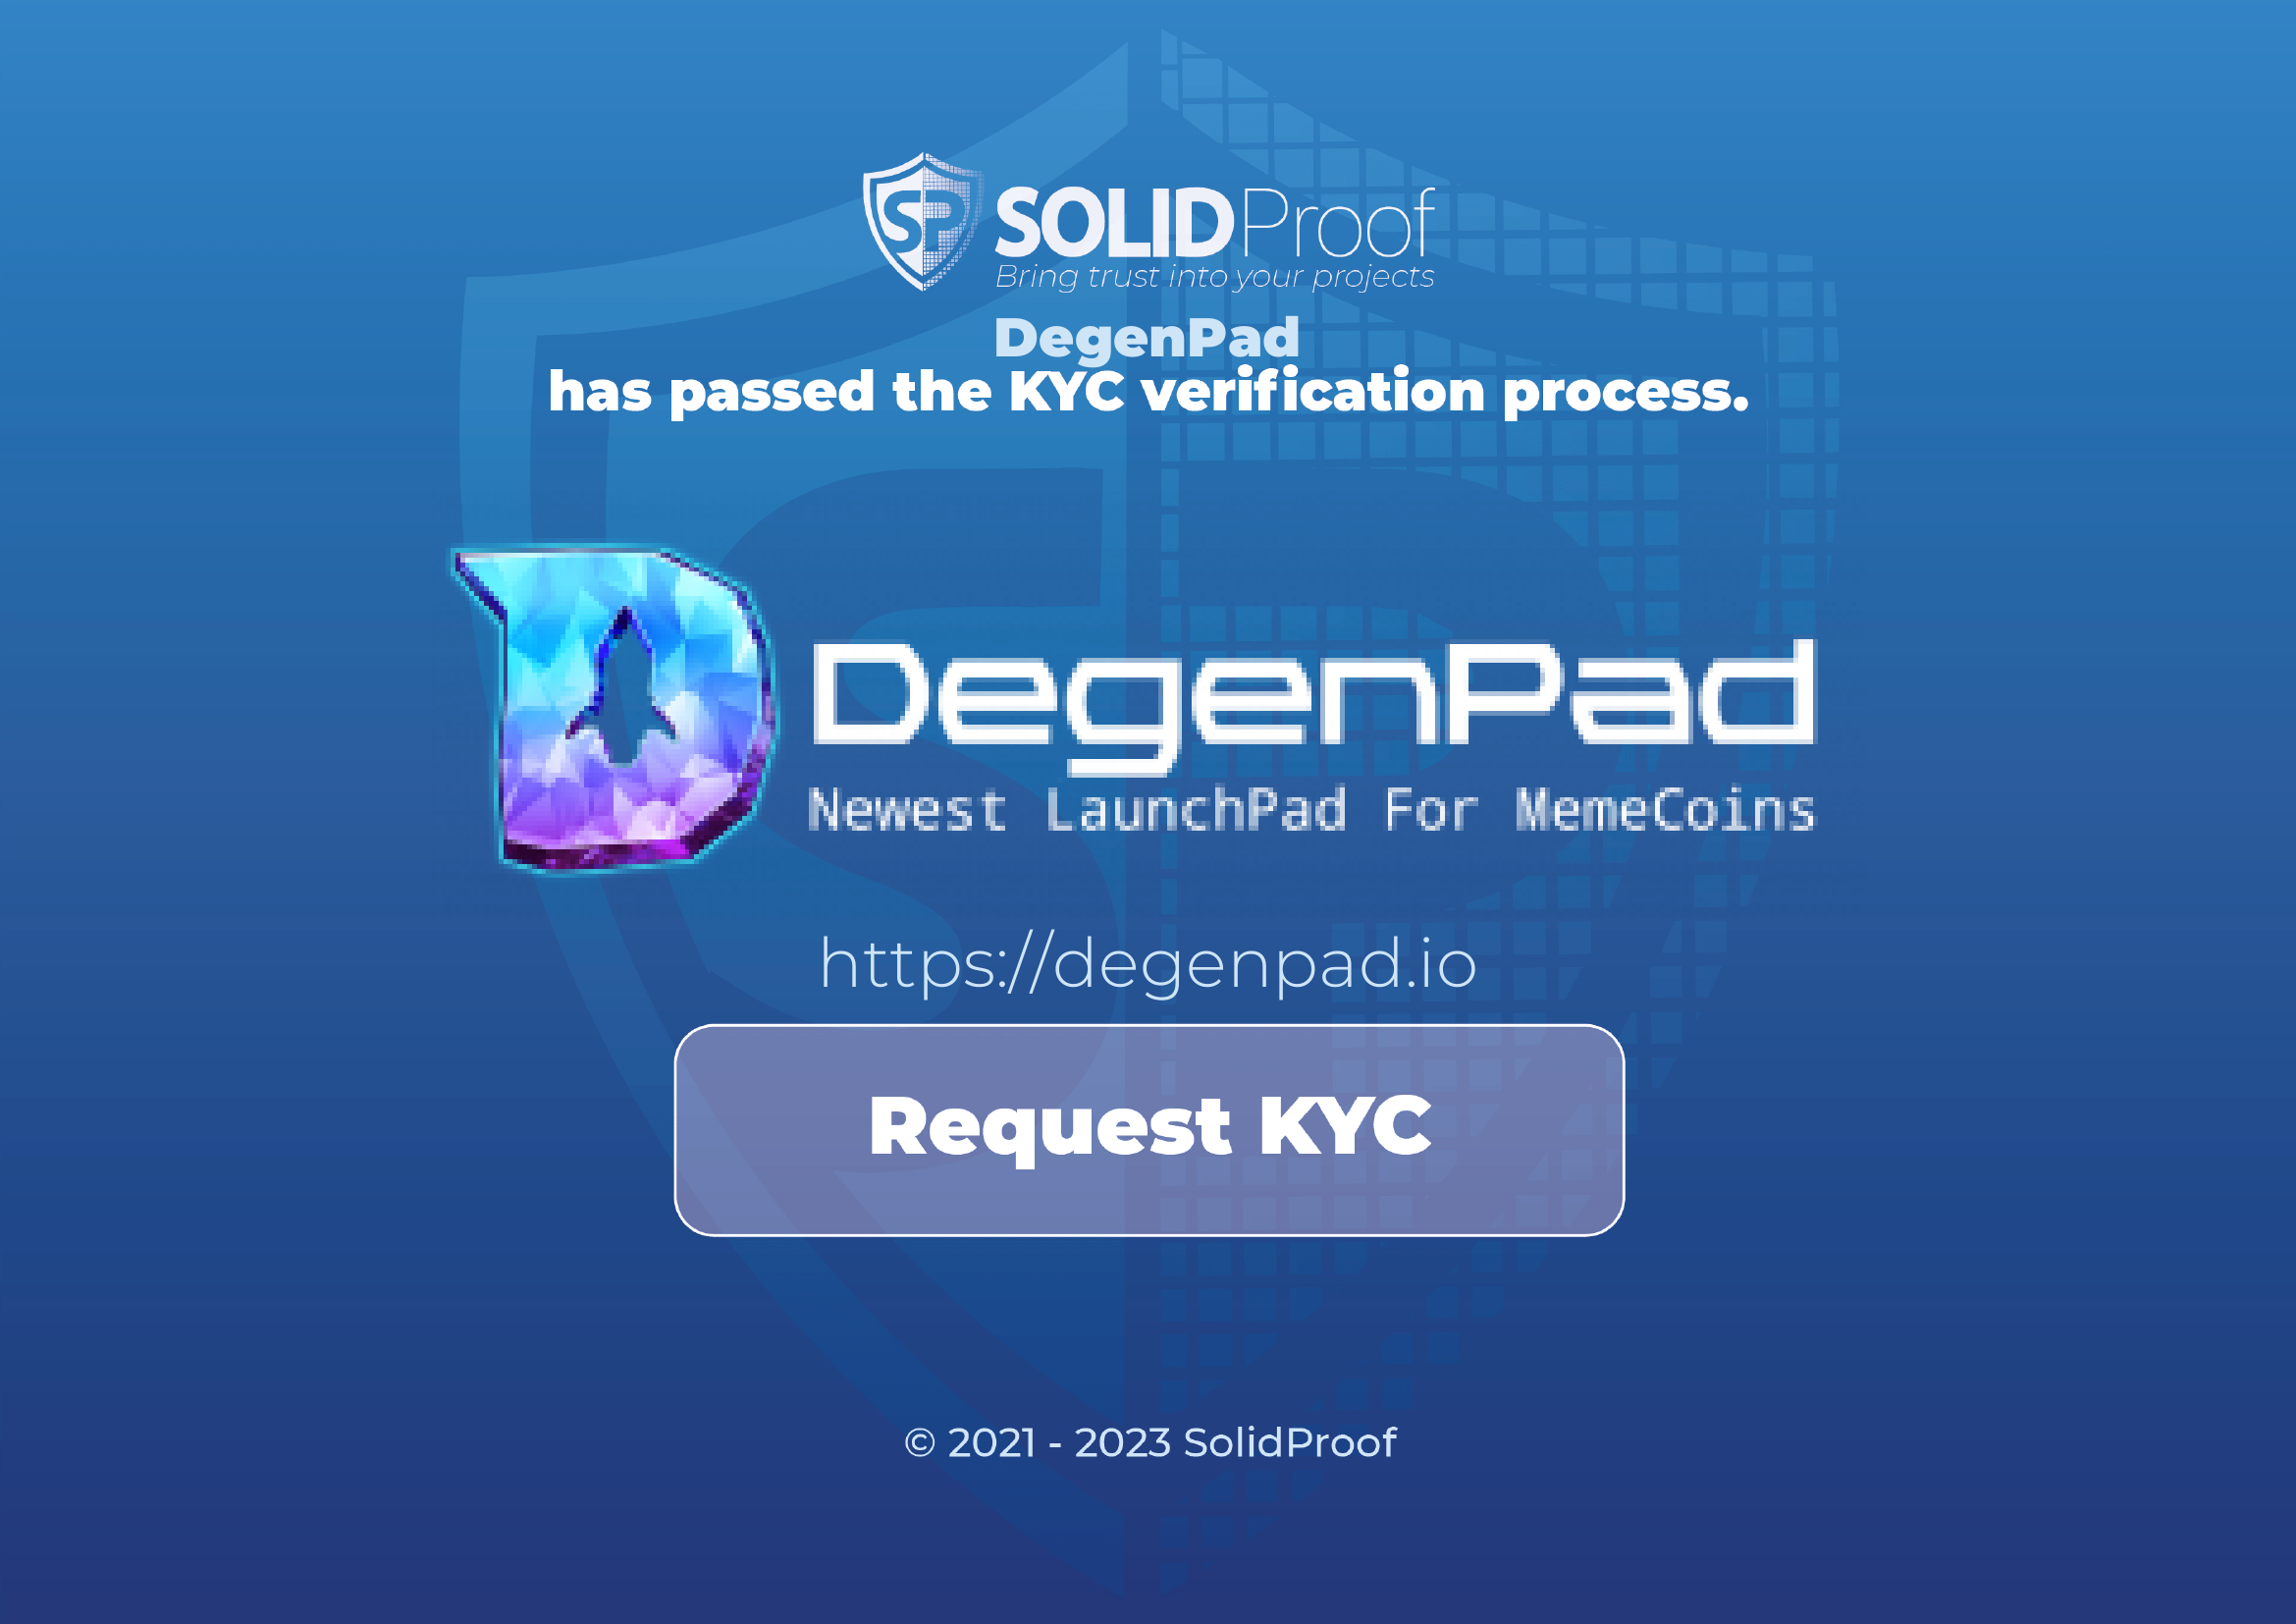 SP SOLIDProof
Bring trust into your projects
DegenPad
has passed the KYC verification process.
DegenPad
Newest LaunchPad For MemeCoins
https://degenpad.io
Request KYC
© 2021 - 2023 SolidProof